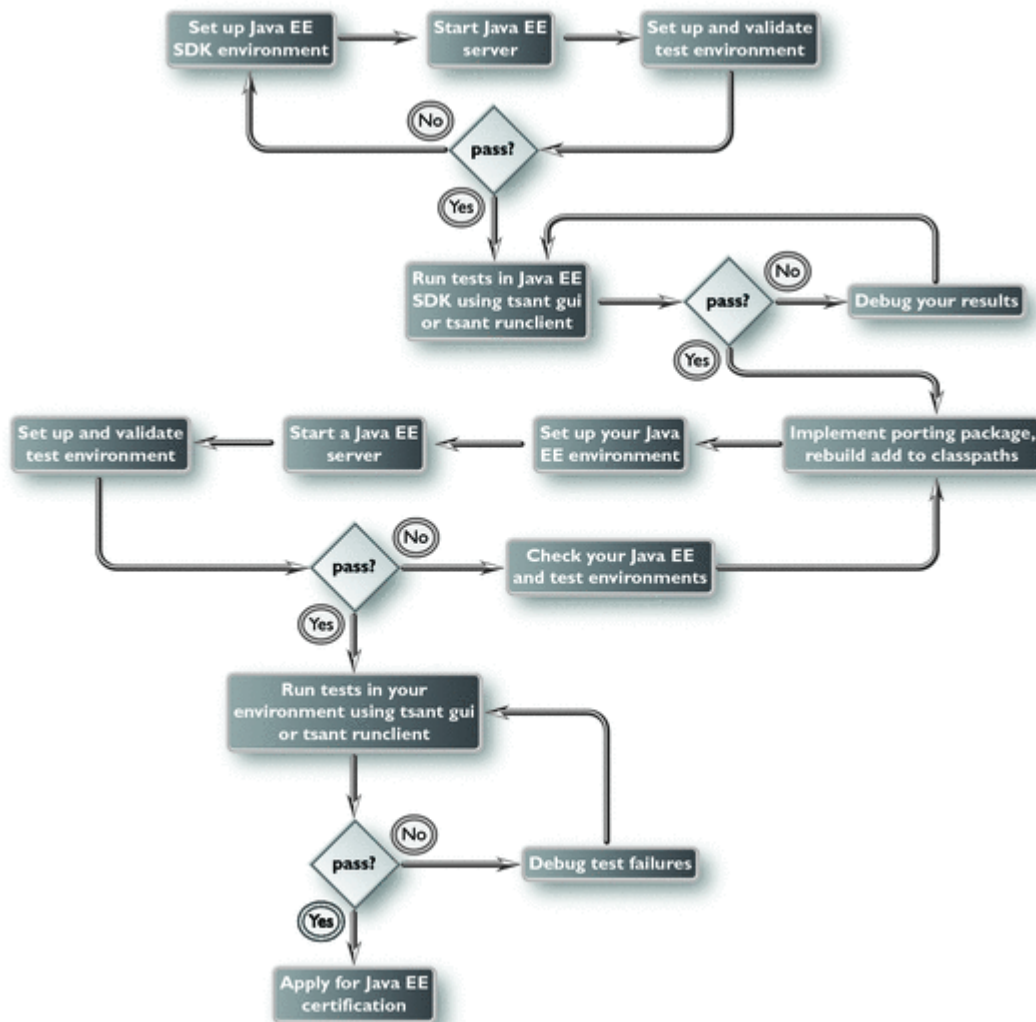 Set up Java EE
SDK environment
Start Java EE
server
Set up and validate
test environment
No
pass?
Yes
Run tests in Java EE
SDK using tsant gui
or tsant runclient
pass?
No
Debug your results
Yes
Set up and validate
test environment
Start a Java EE
server
Set up your Java
EE environment
Implement porting package,
rebuild add to classpaths
pass?
No
Check your Java EE
and test environments
Yes
Run tests in your
environment using tsant gui
or tsant runclient
pass?
No
Debug test failures
Yes
Apply for Java EE
certification